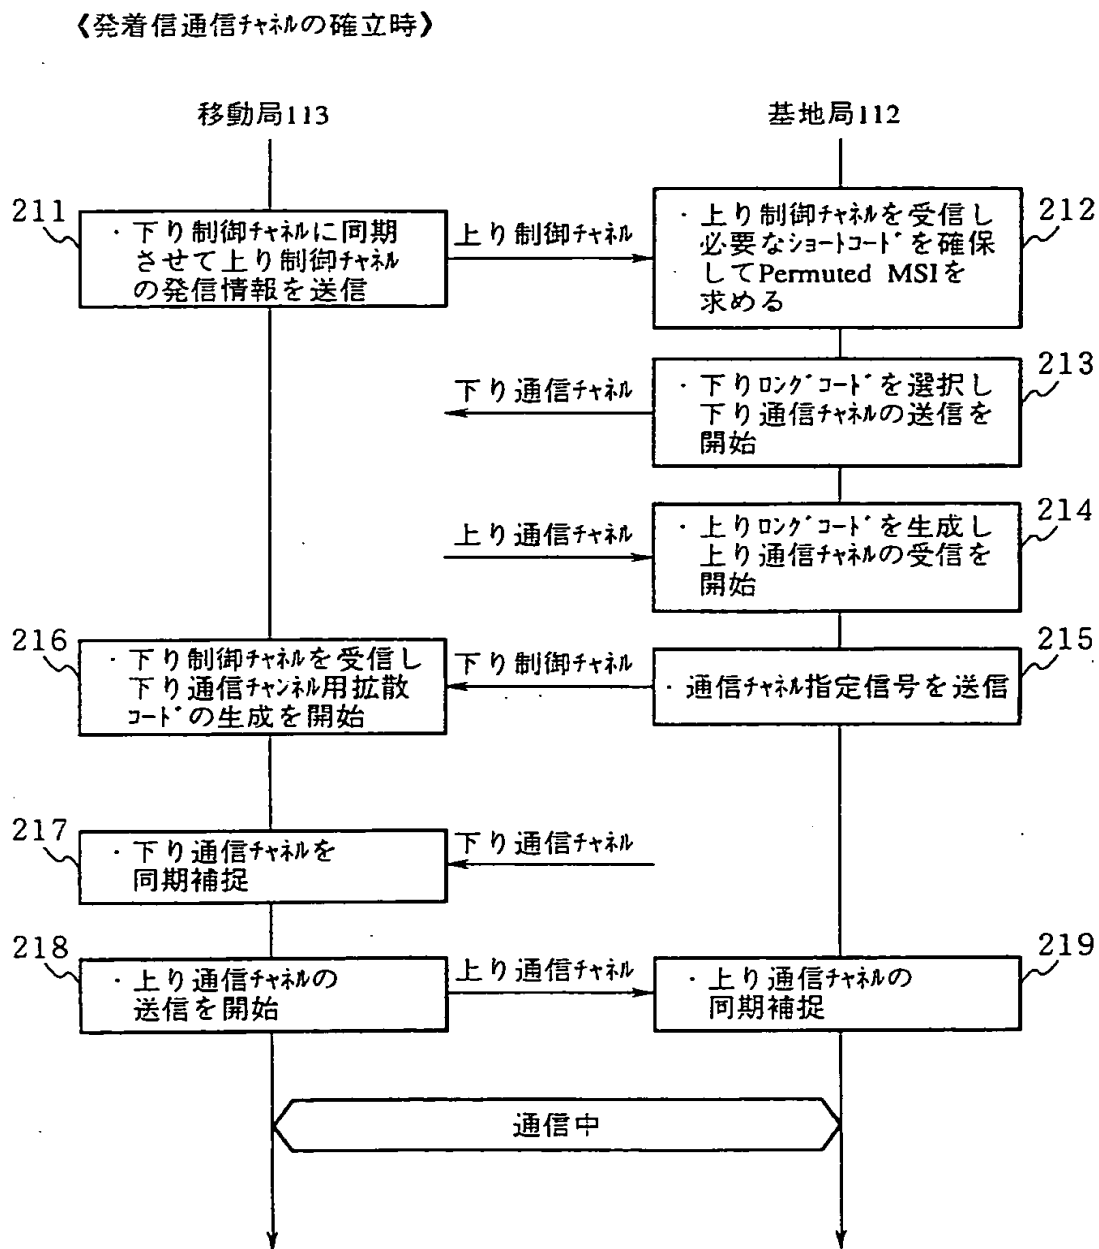 《発着信通信ﾁｬﾈﾙの確立時》
移動局113
基地局112
211
・下り制御ﾁｬﾈﾙに同期
させて上り制御ﾁｬﾈﾙ
の発信情報を送信
上り制御ﾁｬﾈﾙ
212
・上り制御ﾁｬﾈﾙを受信し
必要なｼｮｰﾄｺｰﾄﾞを確保
してPermuted MSIを
求める
下り通信ﾁｬﾈﾙ
213
・下りﾛﾝｸﾞｺｰﾄﾞを選択し
下り通信ﾁｬﾈﾙの送信を
開始
上り通信ﾁｬﾈﾙ
214
・上りﾛﾝｸﾞｺｰﾄﾞを生成し
上り通信ﾁｬﾈﾙの受信を
開始
216
・下り制御ﾁｬﾈﾙを受信し
下り通信ﾁｬﾝﾈﾙ用拡散
ｺｰﾄﾞの生成を開始
下り制御ﾁｬﾈﾙ
215
・通信ﾁｬﾈﾙ指定信号を送信
217
・下り通信ﾁｬﾈﾙを
同期補捉
下り通信ﾁｬﾈﾙ
218
・上り通信ﾁｬﾈﾙの
送信を開始
上り通信ﾁｬﾈﾙ
219
・上り通信ﾁｬﾈﾙの
同期補捉
通信中